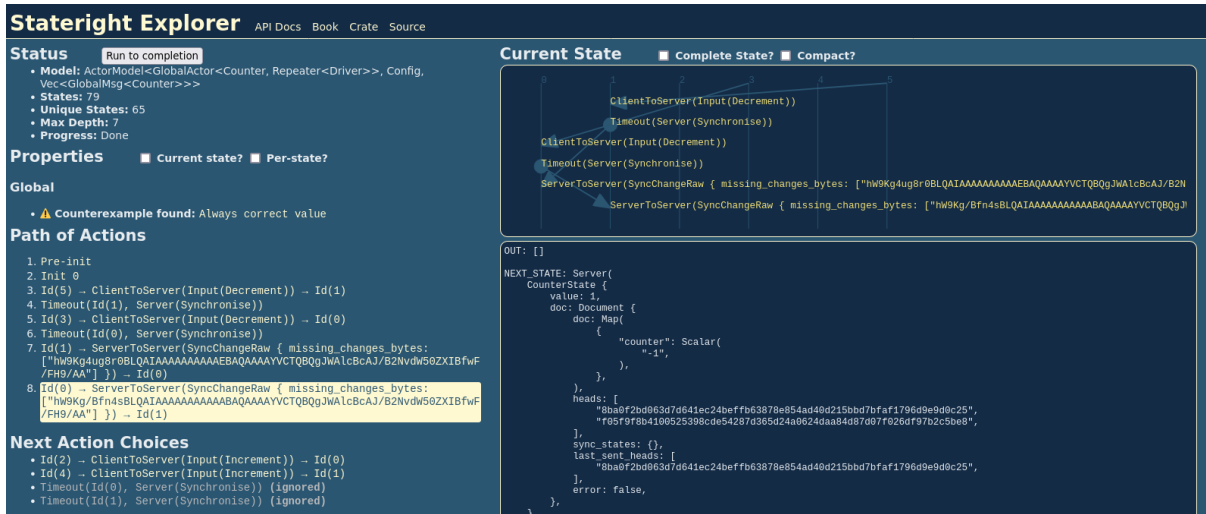 Stateright Explorer API Docs Book Crate Source
Status Run to completion
• Model: ActorModel<GlobalActor<Counter, Repeater<Driver>>, Config,
Vec<GlobalMsg<Counter>>>
• States: 79
• Unique States: 65
• Max Depth: 7
• Progress: Done
Properties Current state? Per-state?
Global
• ⚠ Counterexample found: Always correct value
Path of Actions
1. Pre-init
2. Init 0
3. Id(5) → ClientToServer(Input(Decrement)) → Id(1)
4. Timeout(Id(1), Server(Synchronise))
5. Id(3) → ClientToServer(Input(Decrement)) → Id(0)
6. Timeout(Id(0), Server(Synchronise))
7. Id(1) → ServerToServer(SyncChangeRaw { missing_changes_bytes:
["hW9Kg4ug8r0BLQAIAAAAAAAAAAEBAQAAAAYVCTQBQgJWAlcBcAJ/B2NvdW50ZXIBfwF
/FH9/AA"] }) → Id(0)
8. Id(0) → ServerToServer(SyncChangeRaw { missing_changes_bytes:
["hW9Kg/Bfn4sBLQAIAAAAAAAAAAABAQAAAAYVCTQBQgJWAlcBcAJ/B2NvdW50ZXIBfwF
/FH9/AA"] }) → Id(1)
Next Action Choices
• Id(2) → ClientToServer(Input(Increment)) → Id(0)
• Id(4) → ClientToServer(Input(Increment)) → Id(1)
• Timeout(Id(0), Server(Synchronise)) (ignored)
• Timeout(Id(1), Server(Synchronise)) (ignored)
Current State Complete State? Compact?
0 1 2 3 4 5
ClientToServer(Input(Decrement))
Timeout(Server(Synchronise))
ClientToServer(Input(Decrement))
Timeout(Server(Synchronise))
ServerToServer(SyncChangeRaw { missing_changes_bytes: ["hW9Kg4ug8r0BLQAIAAAAAAAAAAEBAQAAAAYVCTQBQgJWAlcBcAJ/B2N
ServerToServer(SyncChangeRaw { missing_changes_bytes: ["hW9Kg/Bfn4sBLQAIAAAAAAAAAAABAQAAAAYVCTQBQgJ
OUT: []
NEXT_STATE: Server(
CounterState {
value: 1,
doc: Document {
doc: Map(
{
"counter": Scalar(
"-1",
),
},
),
heads: [
"8ba0f2bd063d7d641ec24beffb63878e854ad40d215bbd7bfaf1796d9e9d0c25",
"f05f9f8b4100525398cde54287d365d24a0624daa84d87d07f026df97b2c5be8",
],
sync_states: {},
last_sent_heads: [
"8ba0f2bd063d7d641ec24beffb63878e854ad40d215bbd7bfaf1796d9e9d0c25",
],
error: false,
},
}